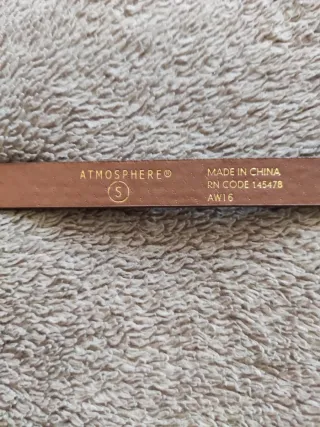 ATMOSPHERE®
S
MADE IN CHINA
RN CODE 145478
AW16